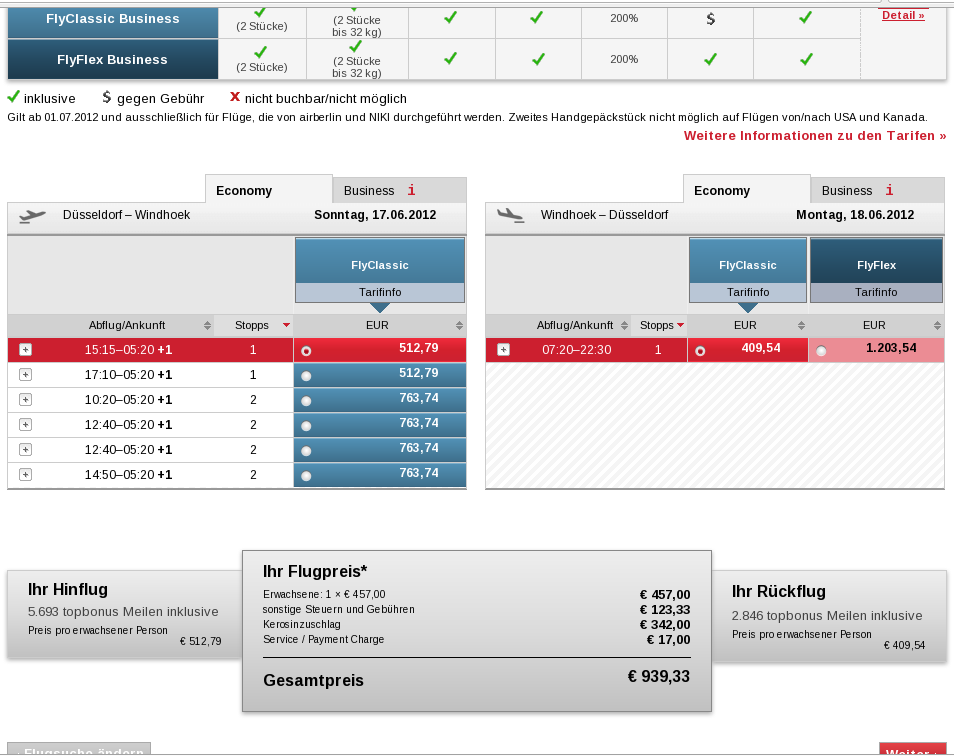 FlyClassic Business (2 Stücke) (2 Stücke bis 32 kg) 200% $ Detail »
FlyFlex Business (2 Stücke) (2 Stücke bis 32 kg) 200%
inklusive $ gegen Gebühr x nicht buchbar/nicht möglich
Gilt ab 01.07.2012 und ausschließlich für Flüge, die von airberlin und NIKI durchgeführt werden. Zweites Handgepäckstück nicht möglich auf Flügen von/nach USA und Kanada.
Weitere Informationen zu den Tarifen »
Economy Business i
Düsseldorf – Windhoek Sonntag, 17.06.2012
FlyClassic
Tarifinfo
Abflug/Ankunft Stopps EUR
15:15–05:20 +1 1 512,79
17:10–05:20 +1 1 512,79
10:20–05:20 +1 2 763,74
12:40–05:20 +1 2 763,74
12:40–05:20 +1 2 763,74
14:50–05:20 +1 2 763,74
Economy Business i
Windhoek – Düsseldorf Montag, 18.06.2012
FlyClassic FlyFlex
Tarifinfo Tarifinfo
Abflug/Ankunft Stopps EUR EUR
07:20–22:30 1 409,54 1.203,54
Ihr Hinflug
5.693 topbonus Meilen inklusive
Preis pro erwachsener Person
€ 512,79
Ihr Flugpreis*
Erwachsene: 1 × € 457,00 € 457,00
sonstige Steuern und Gebühren € 123,33
Kerosinzuschlag € 342,00
Service / Payment Charge € 17,00
Gesamtpreis € 939,33
Ihr Rückflug
2.846 topbonus Meilen inklusive
Preis pro erwachsener Person
€ 409,54
Flugsuche ändern
Weiter